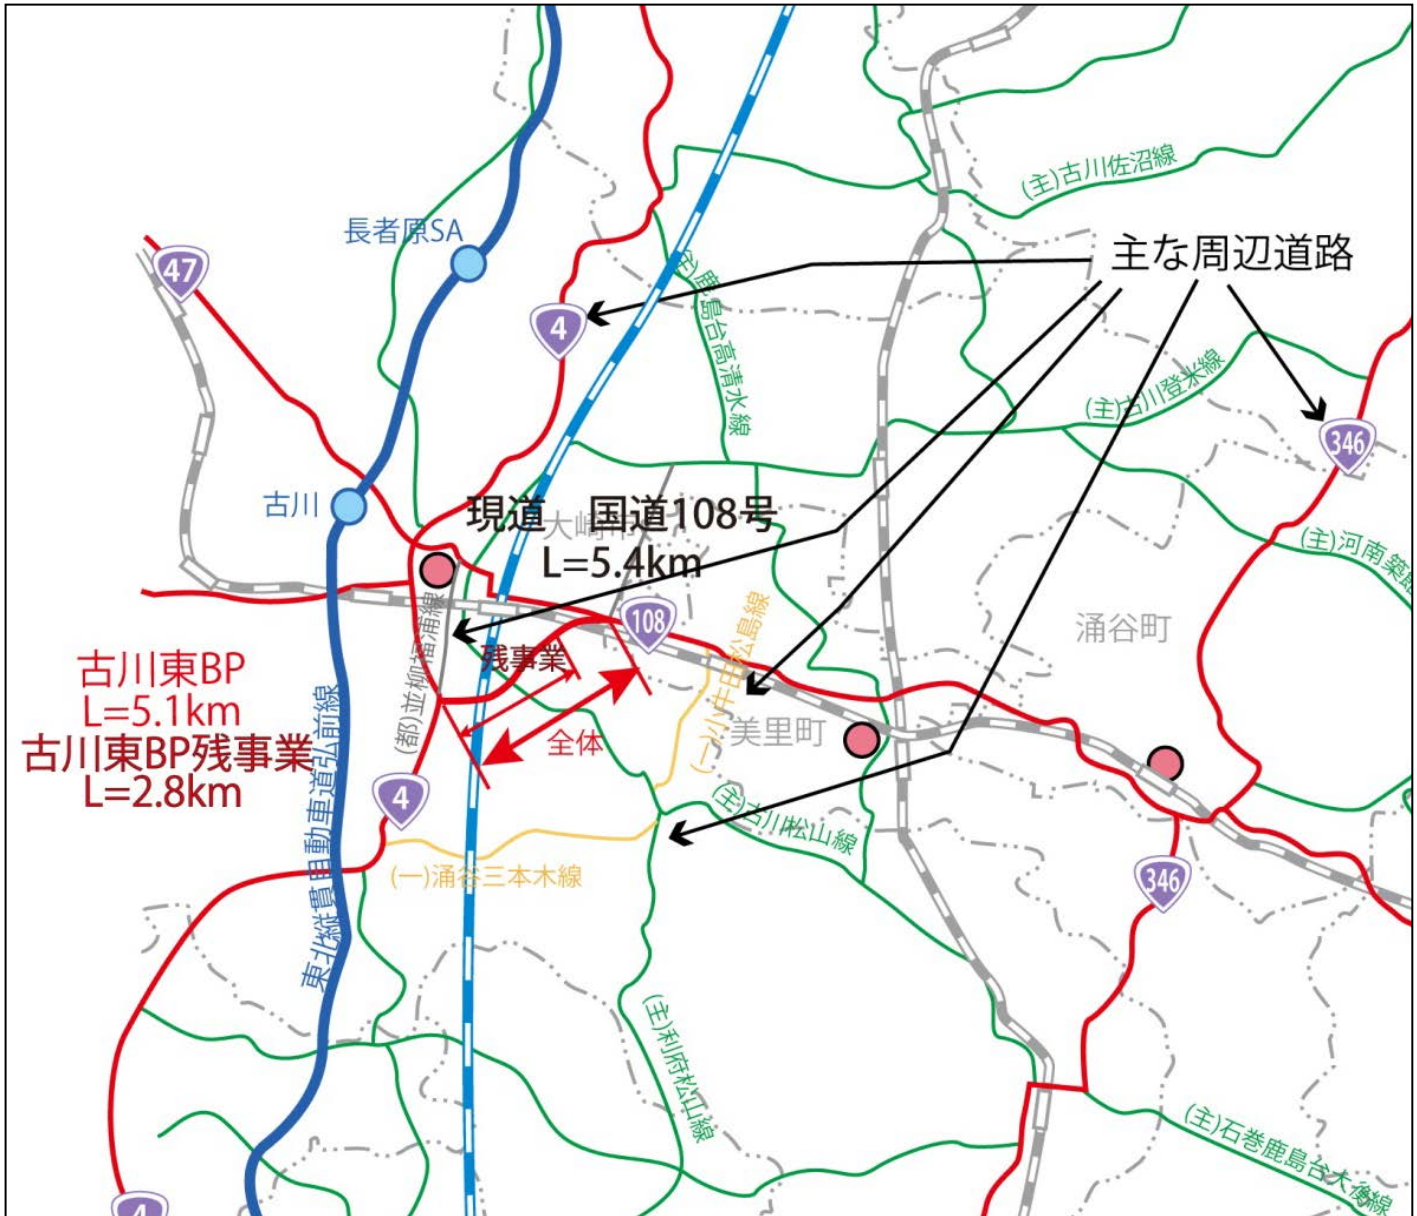 (主)古川佐沼線
長者原SA
主な周辺道路
47
4
(主)鹿島台高清水線
(主)古川登米線
346
古川
現道 国道108号
大崎市
L=5.4km
(主)河南築館
(都)並柳福浦線
108
(一)小牛田松島線
涌谷町
残事業
古川東BP
L=5.1km
古川東BP残事業
L=2.8km
全体
美里町
4
(主)古川松山線
東北縦貫自動車道弘前線
(一)涌谷三本木線
346
(主)利府松山線
(主)石巻鹿島台大衡線
4